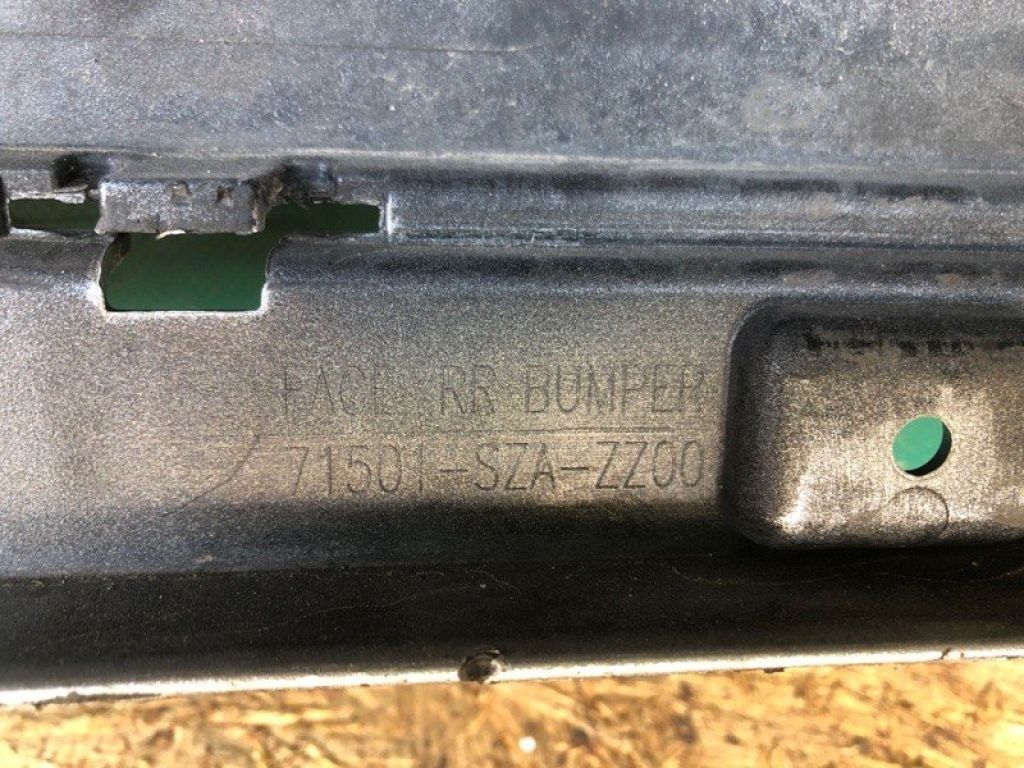 FACE RR BUMPER
71501-SZA-ZZ00